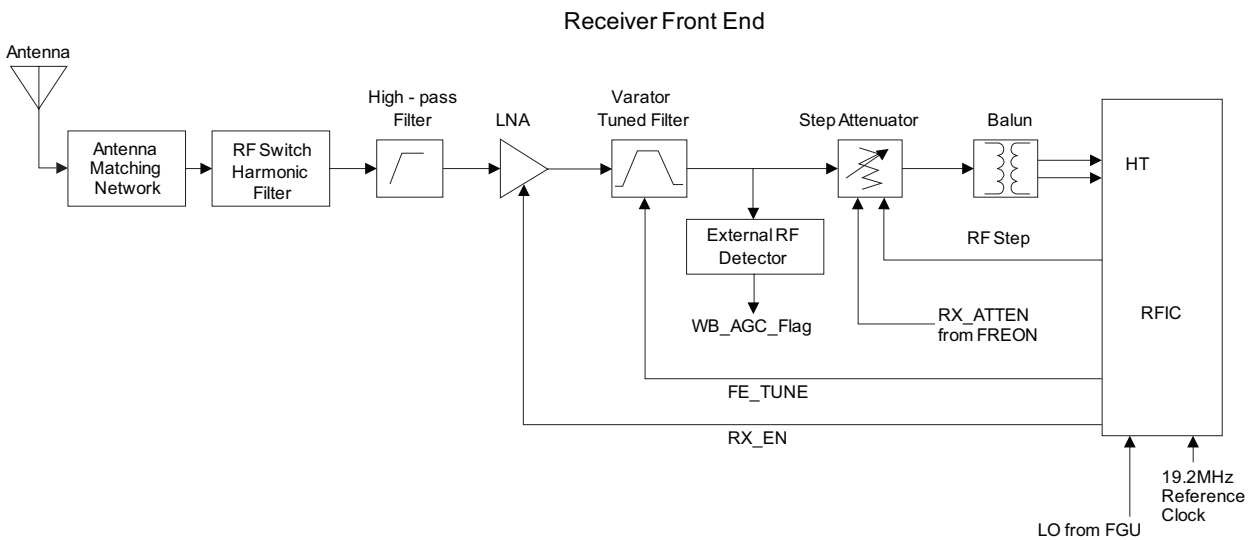 Receiver Front End
Antenna
High - pass
Filter
LNA
Varator
Tuned Filter
Step Attenuator
Balun
Antenna
Matching
Network
RF Switch
Harmonic
Filter
HT
External RF
Detector
RF Step
WB_AGC_Flag
RX_ATTEN
from FREON
RFIC
FE_TUNE
RX_EN
19.2MHz
Reference
Clock
LO from FGU